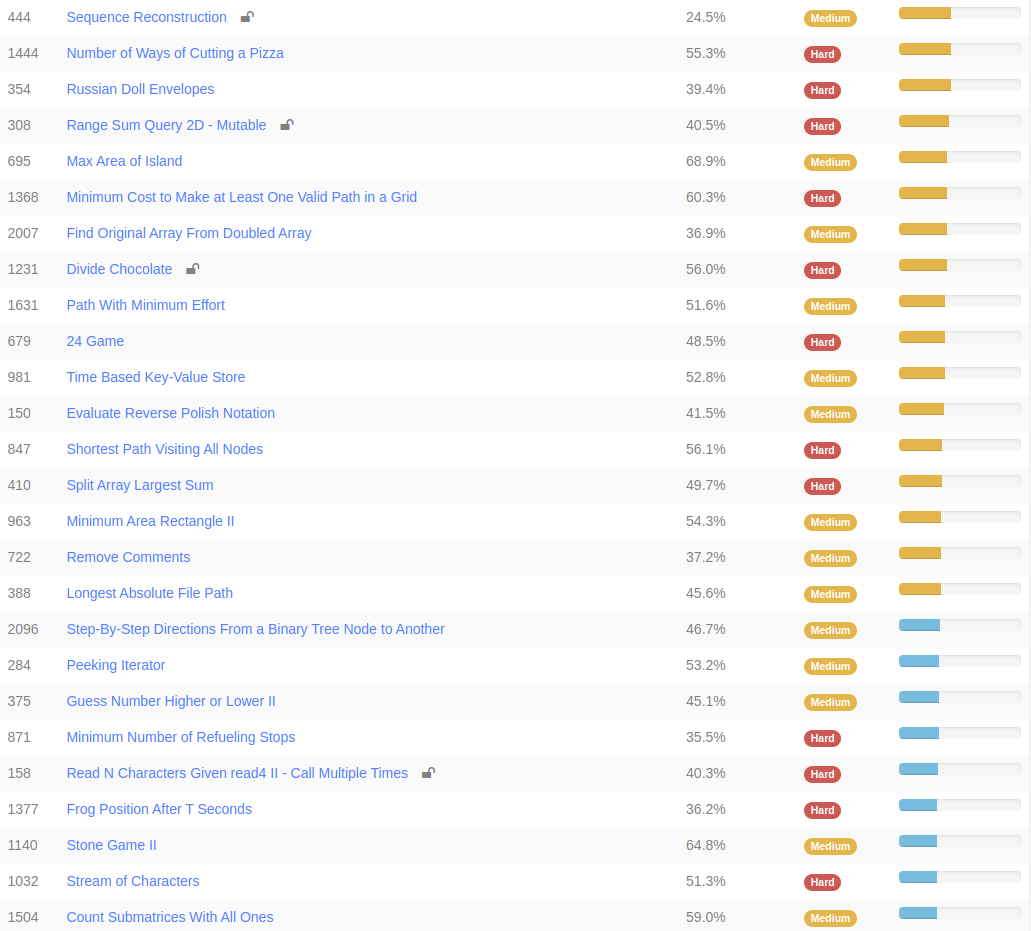 444 Sequence Reconstruction 24.5% Medium
1444 Number of Ways of Cutting a Pizza 55.3% Hard
354 Russian Doll Envelopes 39.4% Hard
308 Range Sum Query 2D - Mutable 40.5% Hard
695 Max Area of Island 68.9% Medium
1368 Minimum Cost to Make at Least One Valid Path in a Grid 60.3% Hard
2007 Find Original Array From Doubled Array 36.9% Medium
1231 Divide Chocolate 56.0% Hard
1631 Path With Minimum Effort 51.6% Medium
679 24 Game 48.5% Hard
981 Time Based Key-Value Store 52.8% Medium
150 Evaluate Reverse Polish Notation 41.5% Medium
847 Shortest Path Visiting All Nodes 56.1% Hard
410 Split Array Largest Sum 49.7% Hard
963 Minimum Area Rectangle II 54.3% Medium
722 Remove Comments 37.2% Medium
388 Longest Absolute File Path 45.6% Medium
2096 Step-By-Step Directions From a Binary Tree Node to Another 46.7% Medium
284 Peeking Iterator 53.2% Medium
375 Guess Number Higher or Lower II 45.1% Medium
871 Minimum Number of Refueling Stops 35.5% Hard
158 Read N Characters Given read4 II - Call Multiple Times 40.3% Hard
1377 Frog Position After T Seconds 36.2% Hard
1140 Stone Game II 64.8% Medium
1032 Stream of Characters 51.3% Hard
1504 Count Submatrices With All Ones 59.0% Medium